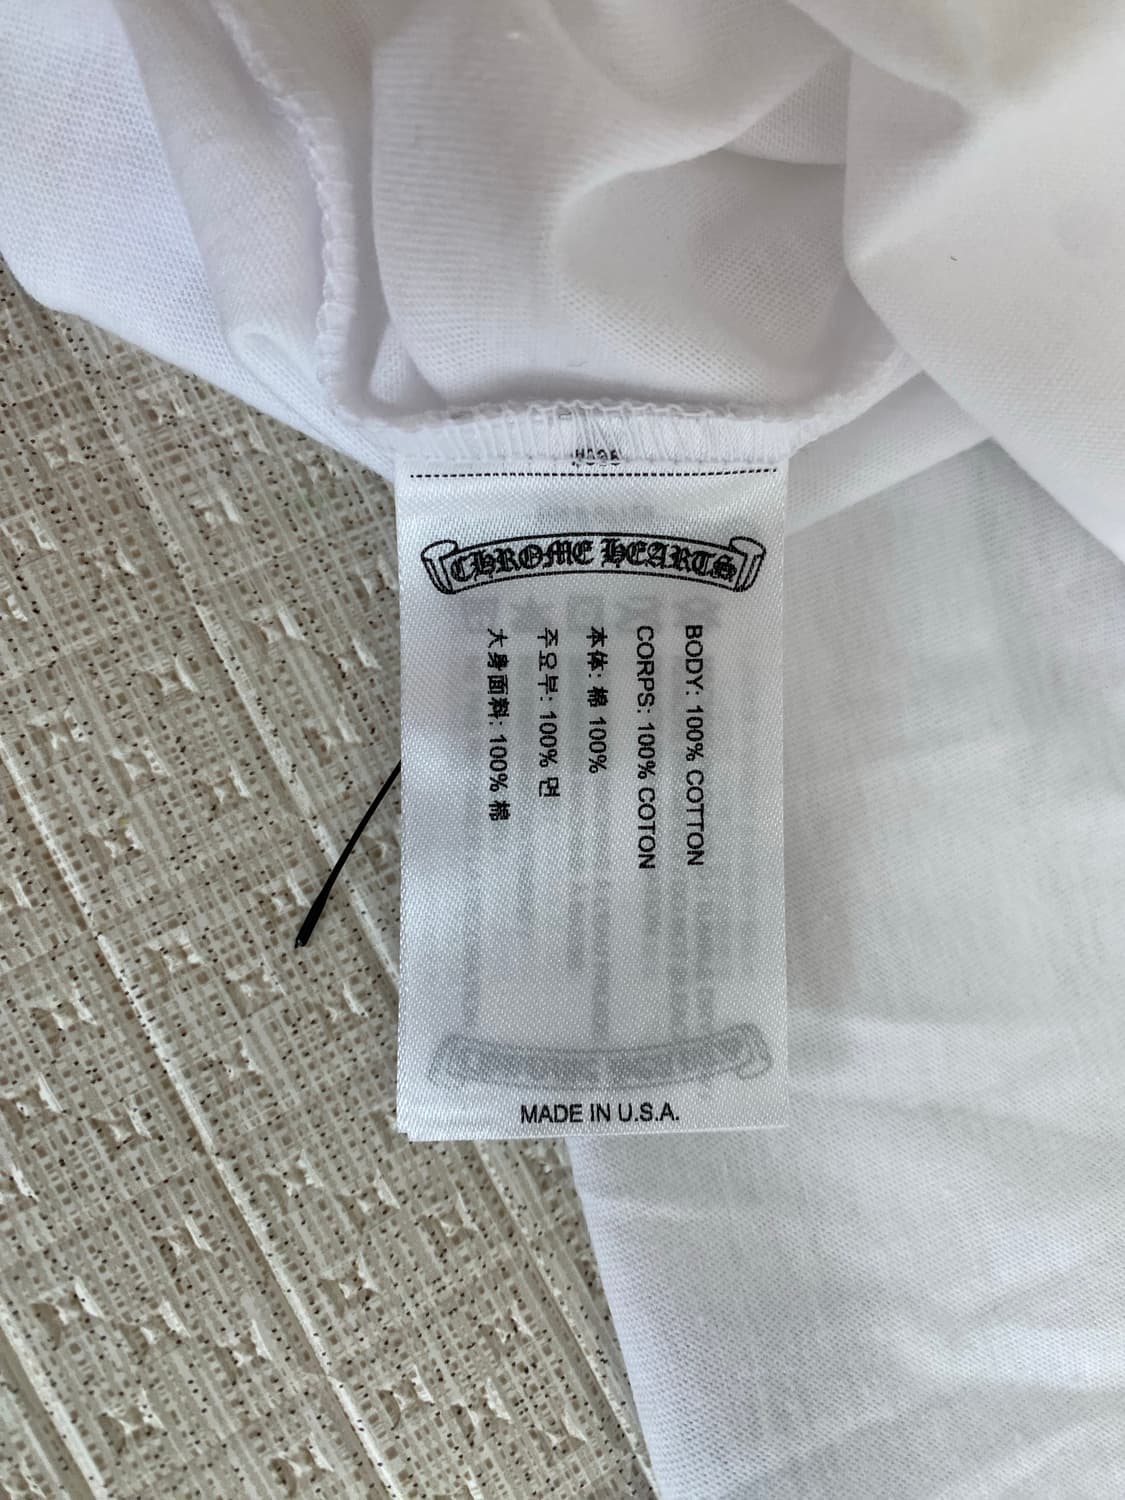 CHROME HEARTS
BODY: 100% COTTON
CORPS: 100% COTON
本体: 棉 100%
주요부: 100% 면
大身面料: 100% 棉
MADE IN U.S.A.